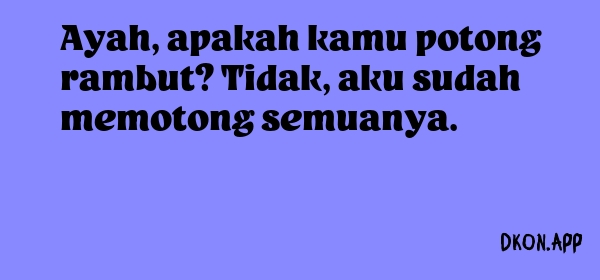 Ayah, apakah kamu potong
rambut? Tidak, aku sudah
memotong semuanya.
DKON.APP